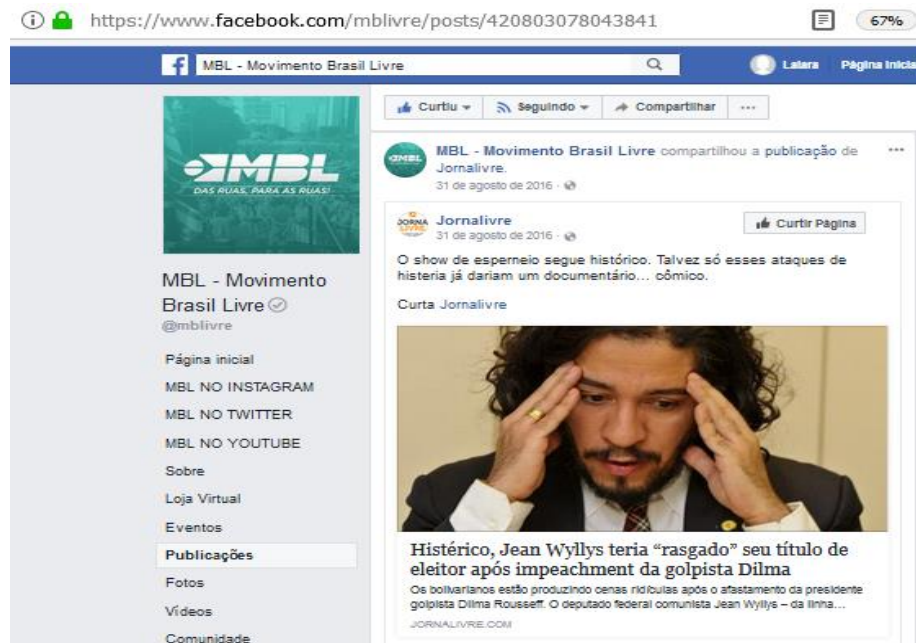 https://www.facebook.com/mblivre/posts/420803078043841
67%
MBL - Movimento Brasil Livre
Lalara
Página Inicia
MBL
DAS RUAS, PARA AS RUAS!
MBL - Movimento
Brasil Livre
@mblivre
Página inicial
MBL NO INSTAGRAM
MBL NO TWITTER
MBL NO YOUTUBE
Sobre
Loja Virtual
Eventos
Publicações
Fotos
Vídeos
Comunidade
Curtiu
Seguindo
Compartilhar
MBL
MBL - Movimento Brasil Livre compartilhou a publicação de
Jornalivre.
31 de agosto de 2016
JORNA
LIVRE
Jornalivre
31 de agosto de 2016
Curtir Página
O show de esperneio segue histórico. Talvez só esses ataques de
histeria já dariam um documentário... cômico.
Curta Jornalivre
Histérico, Jean Wyllys teria “rasgado” seu título de
eleitor após impeachment da golpista Dilma
Os bolivarianos estão produzindo cenas ridículas após o afastamento da presidente
golpista Dilma Rousseff. O deputado federal comunista Jean Wyllys – da linha...
JORNALIVRE.COM